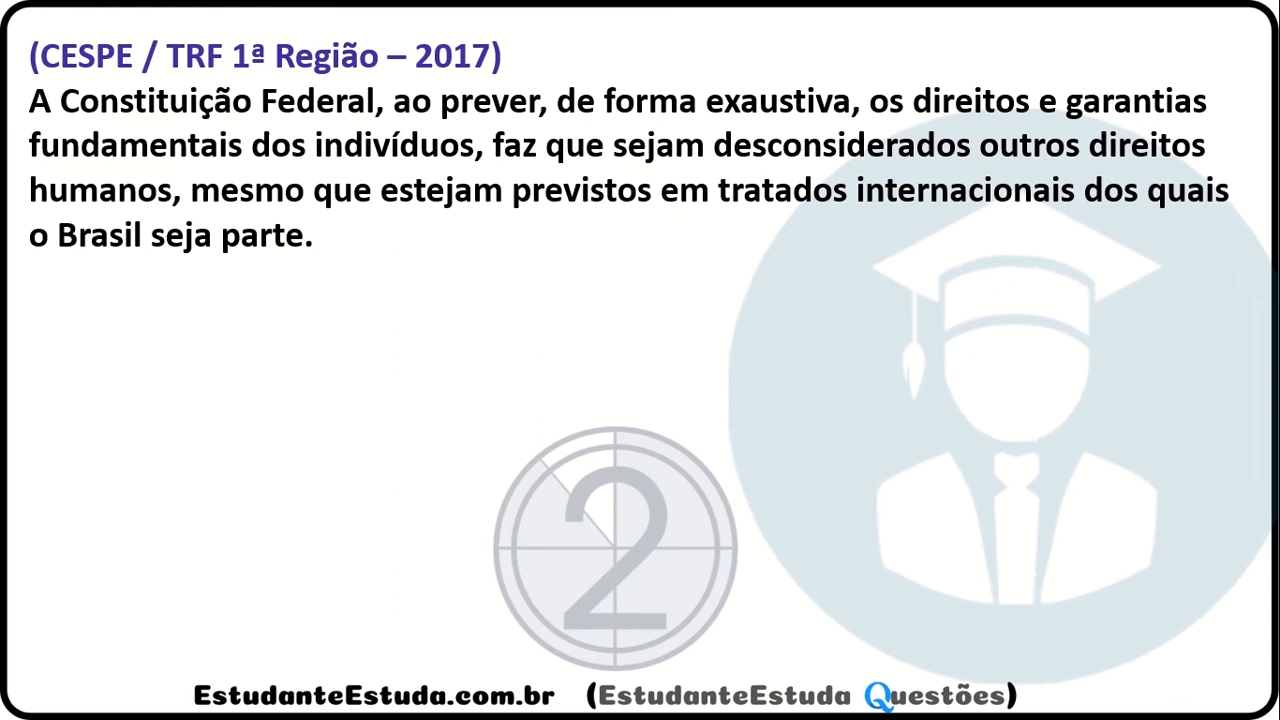 (CESPE / TRF 1ª Região – 2017)
A Constituição Federal, ao prever, de forma exaustiva, os direitos e garantias
fundamentais dos indivíduos, faz que sejam desconsiderados outros direitos
humanos, mesmo que estejam previstos em tratados internacionais dos quais
o Brasil seja parte.
2
EstudanteEstuda.com.br (EstudanteEstuda Questões)